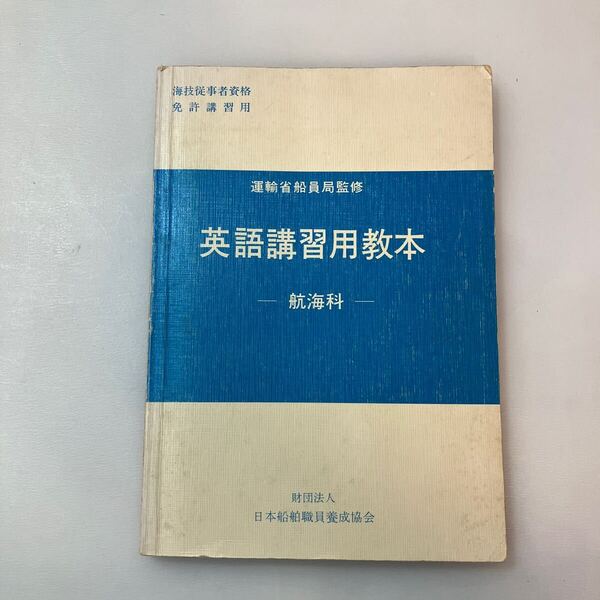 海技従事者資格
免許講習用
運輸省船員局監修
英語講習用教本
― 航海科 ―
財団法人
日本船舶職員養成協会